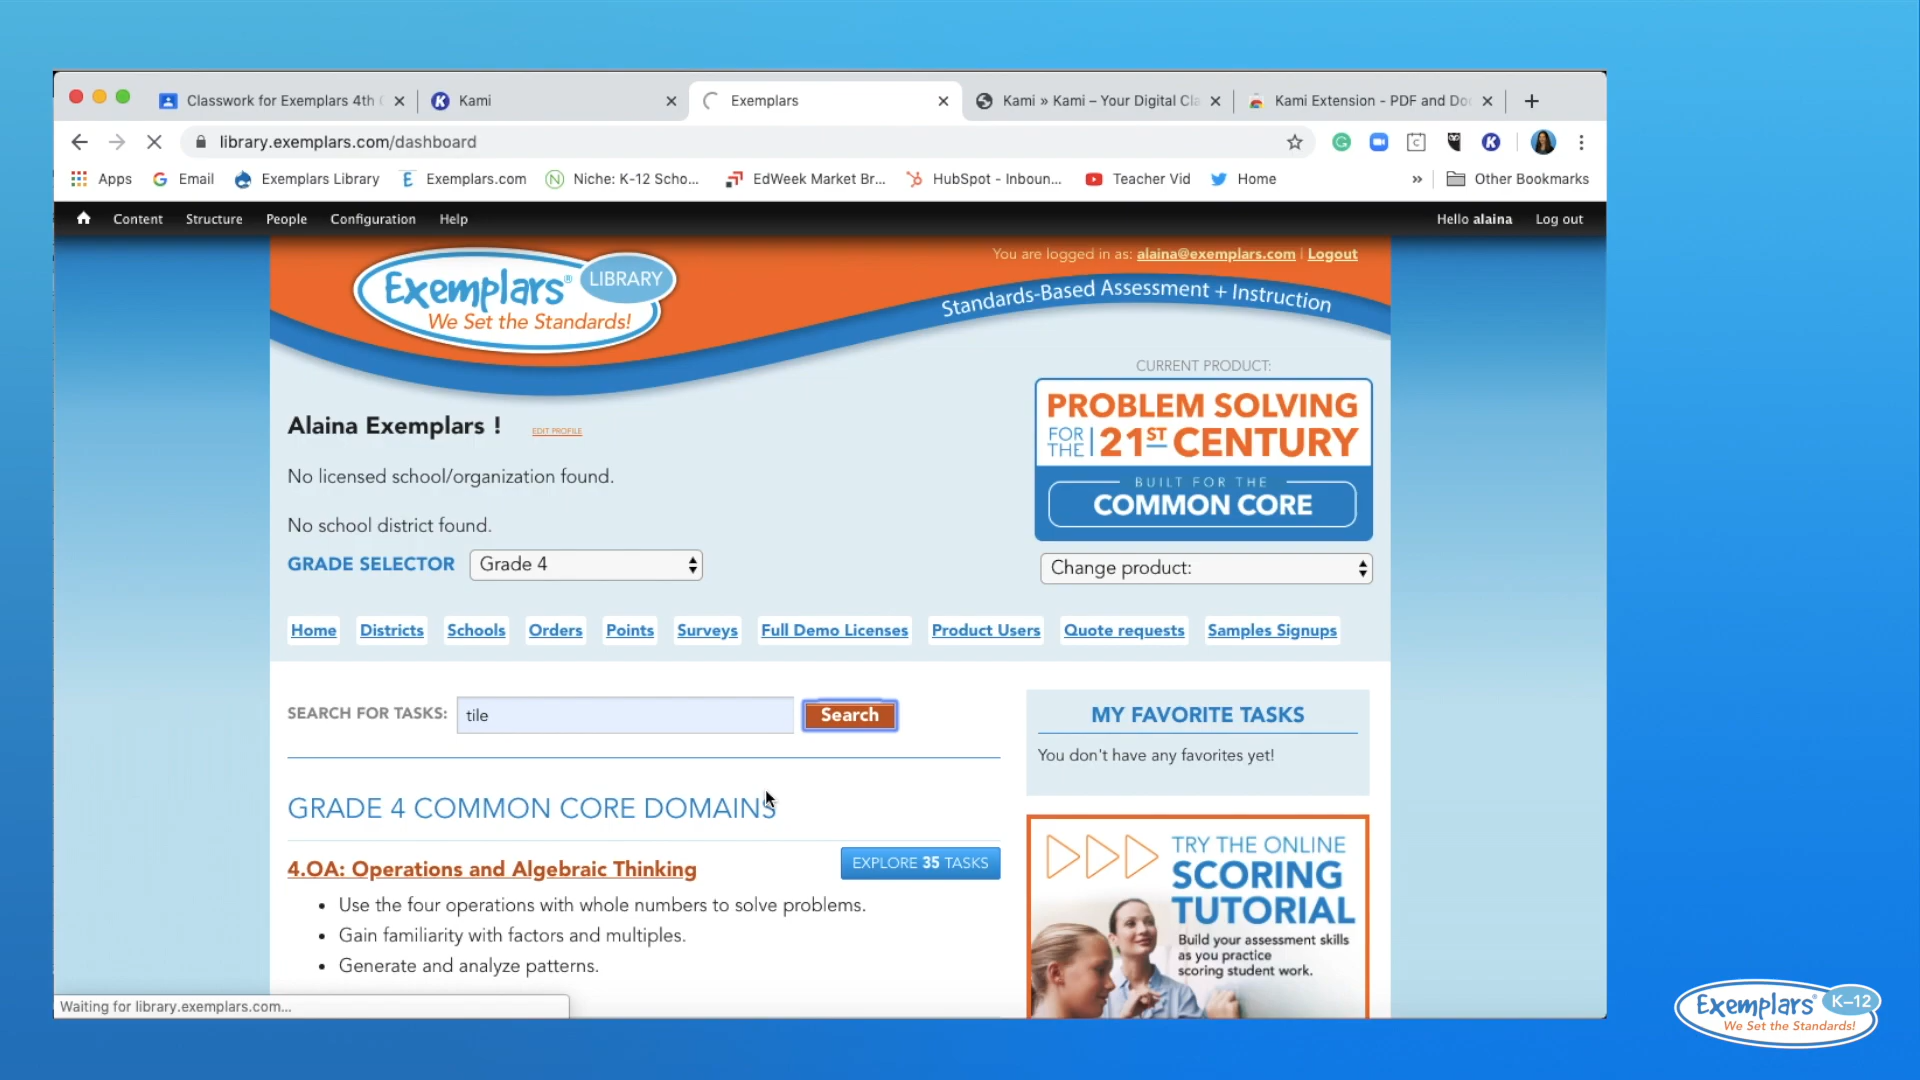 Classwork for Exemplars 4th
Kami
Exemplars
Kami » Kami – Your Digital Cla
Kami Extension - PDF and Do
library.exemplars.com/dashboard
Apps
Email
Exemplars Library
Exemplars.com
Niche: K-12 Scho...
EdWeek Market Br...
HubSpot - Inboun...
Teacher Vid
Home
»
Other Bookmarks
Content
Structure
People
Configuration
Help
Hello alaina
Log out
Exemplars® LIBRARY
We Set the Standards!
You are logged in as: alaina@exemplars.com | Logout
Standards-Based Assessment + Instruction
CURRENT PRODUCT:
PROBLEM SOLVING
FOR THE 21ST CENTURY
BUILT FOR THE
COMMON CORE
Alaina Exemplars !
EDIT PROFILE
No licensed school/organization found.
No school district found.
GRADE SELECTOR
Grade 4
Change product:
Home
Districts
Schools
Orders
Points
Surveys
Full Demo Licenses
Product Users
Quote requests
Samples Signups
SEARCH FOR TASKS:
tile
Search
MY FAVORITE TASKS
You don't have any favorites yet!
GRADE 4 COMMON CORE DOMAINS
4.OA: Operations and Algebraic Thinking
EXPLORE 35 TASKS
• Use the four operations with whole numbers to solve problems.
• Gain familiarity with factors and multiples.
• Generate and analyze patterns.
TRY THE ONLINE
SCORING
TUTORIAL
Build your assessment skills
as you practice
scoring student work.
Waiting for library.exemplars.com...
Exemplars® K–12
We Set the Standards!